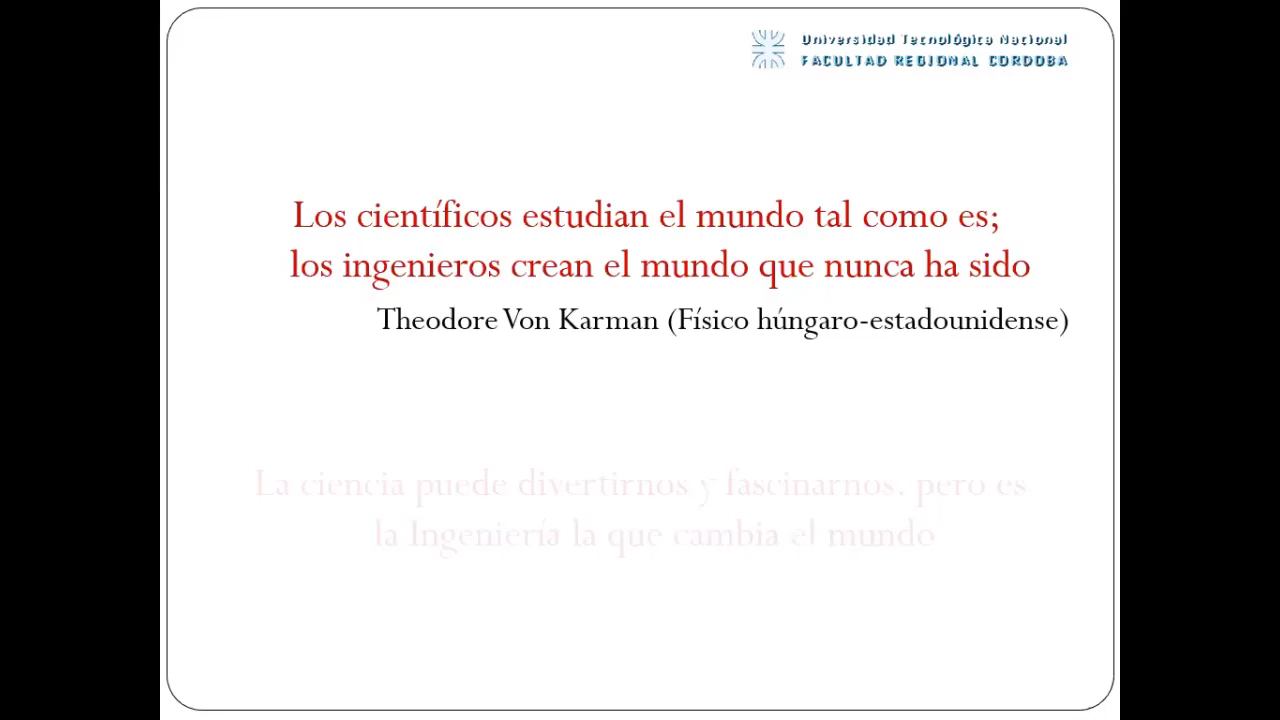 Universidad Tecnológica Nacional
FACULTAD REGIONAL CORDOBA
Los científicos estudian el mundo tal como es;
los ingenieros crean el mundo que nunca ha sido
Theodore Von Karman (Físico húngaro-estadounidense)
La ciencia puede divertirnos y fascinarnos, pero es
la Ingeniería la que cambia el mundo